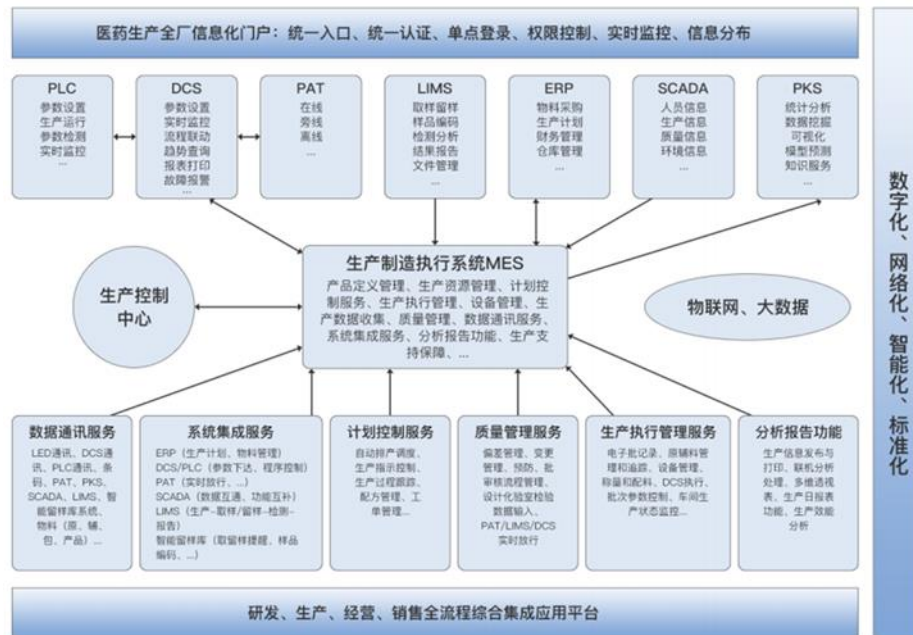 医药生产全厂信息化门户：统一入口、统一认证、单点登录、权限控制、实时监控、信息分布
PLC
参数设置
生产运行
参数检测
实时监控
...
DCS
参数设置
实时监控
流程联动
趋势查询
报表打印
故障报警
...
PAT
在线
旁线
离线
...
LIMS
取样留样
样品编码
检测分析
结果报告
文件管理
...
ERP
物料采购
生产计划
财务管理
仓库管理
...
SCADA
人员信息
生产信息
质量信息
环境信息
...
PKS
统计分析
数据挖掘
可视化
模型预测
知识服务
...
生产控制
中心
生产制造执行系统MES
产品定义管理、生产资源管理、计划控
制服务、生产执行管理、设备管理、生
产数据收集、质量管理、数据通讯服务、
系统集成服务、分析报告功能、生产支
持保障、...
物联网、大数据
数据通讯服务
LED通讯、DCS通
讯、PLC通讯、条
码、PAT、PKS、
SCADA、LIMS、智
能留样库系统、
物料（原、辅、
包、产品）...
系统集成服务
ERP（生产计划、物料管理）
DCS/PLC（参数下达、程序控制）
PAT（实时放行、...）
SCADA（数据互通、功能互补）
LIMS（生产-取样/留样-检测-
报告）
智能留样库（取留样提醒、样品
编码、...）
计划控制服务
自动排产调度、
生产指示控制、
生产过程跟踪、
配方管理、工
单管理...
质量管理服务
偏差管理、变更
管理、预防、批
审核流程管理、
设计化验室检验
数据输入、
PAT/LIMS/DCS
实时放行
生产执行管理服务
电子批记录、原辅料管
理和追踪、设备管理、
称量和配料、DCS执行、
批次参数控制、车间生
产状态监控...
分析报告功能
生产信息发布与
打印、联机分析
处理、多维透视
表、生产日报表
功能、生产效能
分析
研发、生产、经营、销售全流程综合集成应用平台
数字化、网络化、智能化、标准化